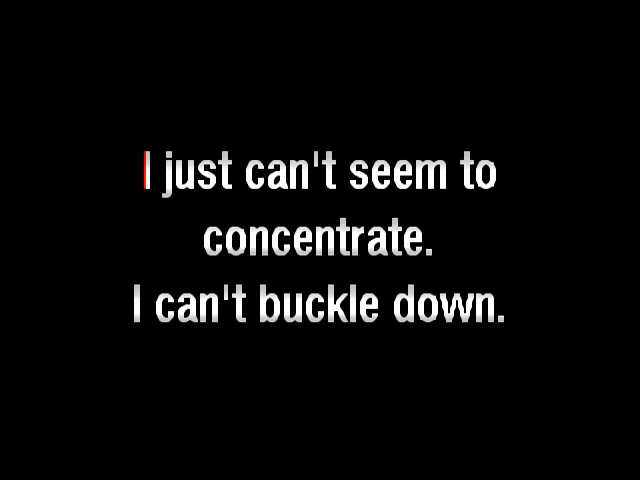 I just can't seem to
concentrate.
I can't buckle down.